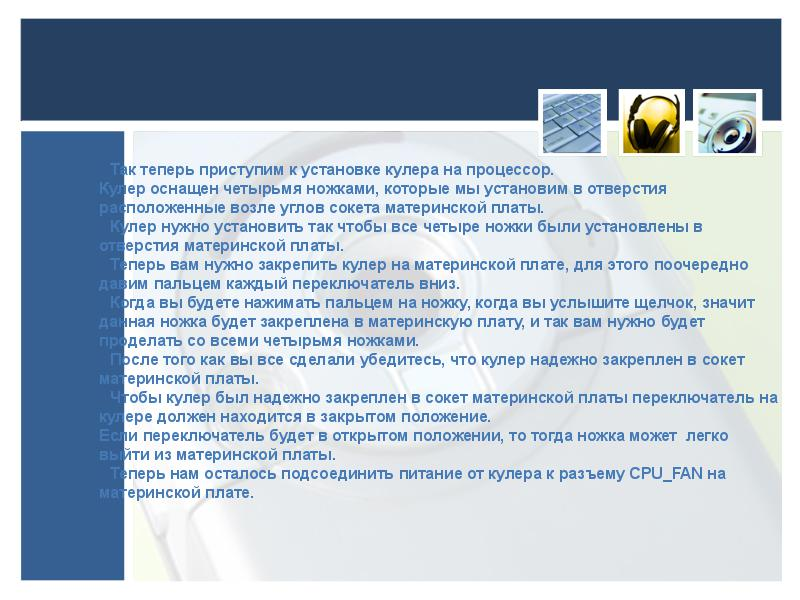 Так теперь приступим к установке кулера на процессор.
Кулер оснащен четырьмя ножками, которые мы установим в отверстия
расположенные возле углов сокета материнской платы.
Кулер нужно установить так чтобы все четыре ножки были установлены в
отверстия материнской платы.
Теперь вам нужно закрепить кулер на материнской плате, для этого поочередно
давим пальцем каждый переключатель вниз.
Когда вы будете нажимать пальцем на ножку, когда вы услышите щелчок, значит
данная ножка будет закреплена в материнскую плату, и так вам нужно будет
проделать со всеми четырьмя ножками.
После того как вы все сделали убедитесь, что кулер надежно закреплен в сокет
материнской платы.
Чтобы кулер был надежно закреплен в сокет материнской платы переключатель на
кулере должен находится в закрытом положение.
Если переключатель будет в открытом положении, то тогда ножка может легко
выйти из материнской платы.
Теперь нам осталось подсоединить питание от кулера к разъему CPU_FAN на
материнской плате.